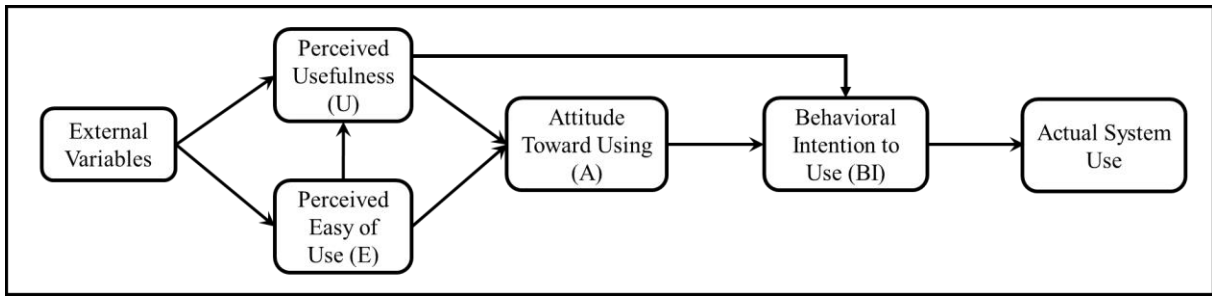 External
Variables
Perceived
Usefulness
(U)
Perceived
Easy of
Use (E)
Attitude
Toward Using
(A)
Behavioral
Intention to
Use (BI)
Actual System
Use